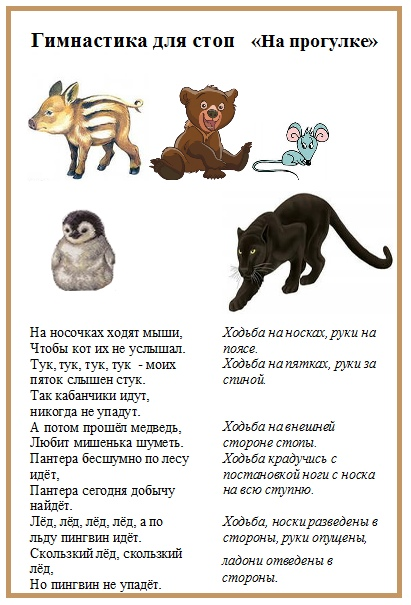 Гимнастика для стоп «На прогулке»
На носочках ходят мыши,
Чтобы кот их не услышал.
Тук, тук, тук, тук - моих
пяток слышен стук.
Так кабанчики идут,
никогда не упадут.
А потом прошёл медведь,
Любит мишенька шуметь.
Пантера бесшумно по лесу
идёт,
Пантера сегодня добычу
найдёт.
Лёд, лёд, лёд, лёд, а по
льду пингвин идёт.
Скользкий лёд, скользкий
лёд,
Но пингвин не упадёт.
Ходьба на носках, руки на
поясе.
Ходьба на пятках, руки за
спиной.
Ходьба на внешней
стороне стопы.
Ходьба крадучись с
постановкой ноги с носка
на всю ступню.
Ходьба, носки разведены в
стороны, руки опущены,
ладони отведены в
стороны.